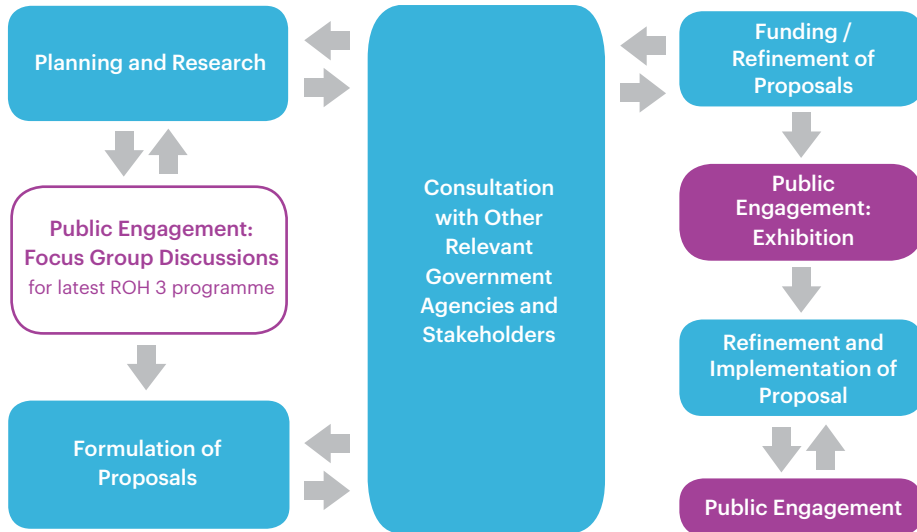 Planning and Research
Public Engagement:
Focus Group Discussions
for latest ROH 3 programme
Formulation of
Proposals
Consultation
with Other
Relevant
Government
Agencies and
Stakeholders
Funding /
Refinement of
Proposals
Public
Engagement:
Exhibition
Refinement and
Implementation of
Proposal
Public Engagement